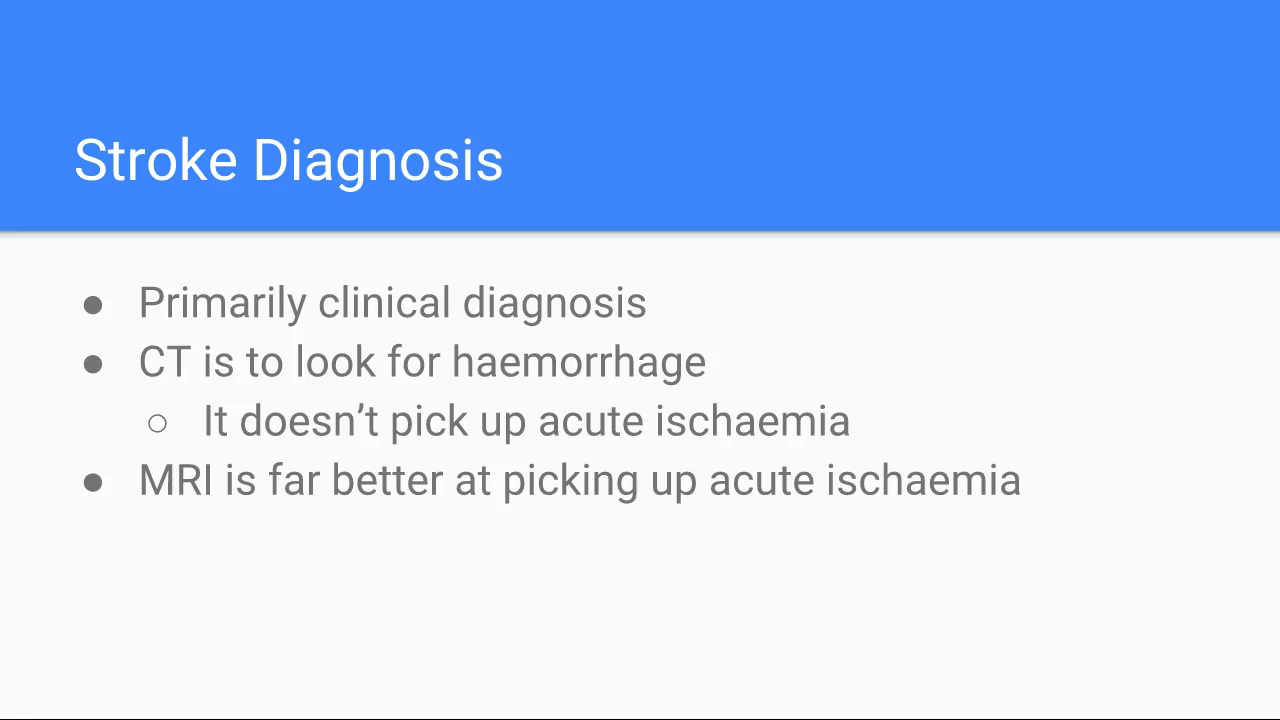 Stroke Diagnosis
● Primarily clinical diagnosis
● CT is to look for haemorrhage
○ It doesn’t pick up acute ischaemia
● MRI is far better at picking up acute ischaemia